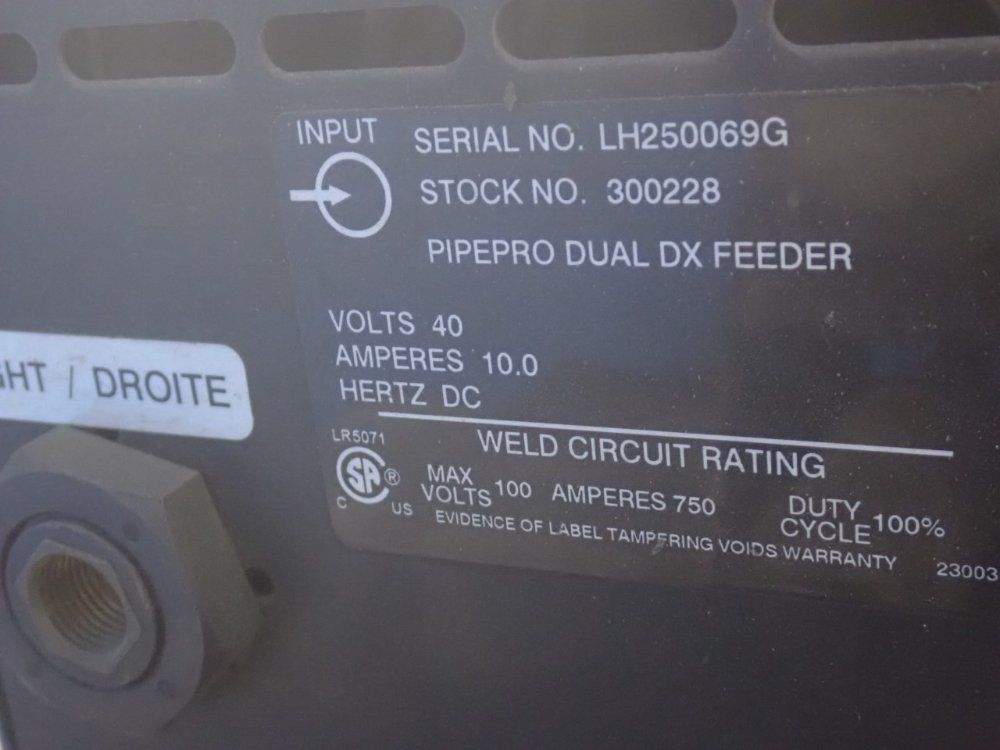 INPUT
SERIAL NO. LH250069G
STOCK NO. 300228
PIPEPRO DUAL DX FEEDER
VOLTS 40
AMPERES 10.0
HERTZ DC
GHT / DROITE
LR5071
WELD CIRCUIT RATING
SA ®
C US
MAX VOLTS 100 AMPERES 750 DUTY CYCLE 100%
EVIDENCE OF LABEL TAMPERING VOIDS WARRANTY
23003